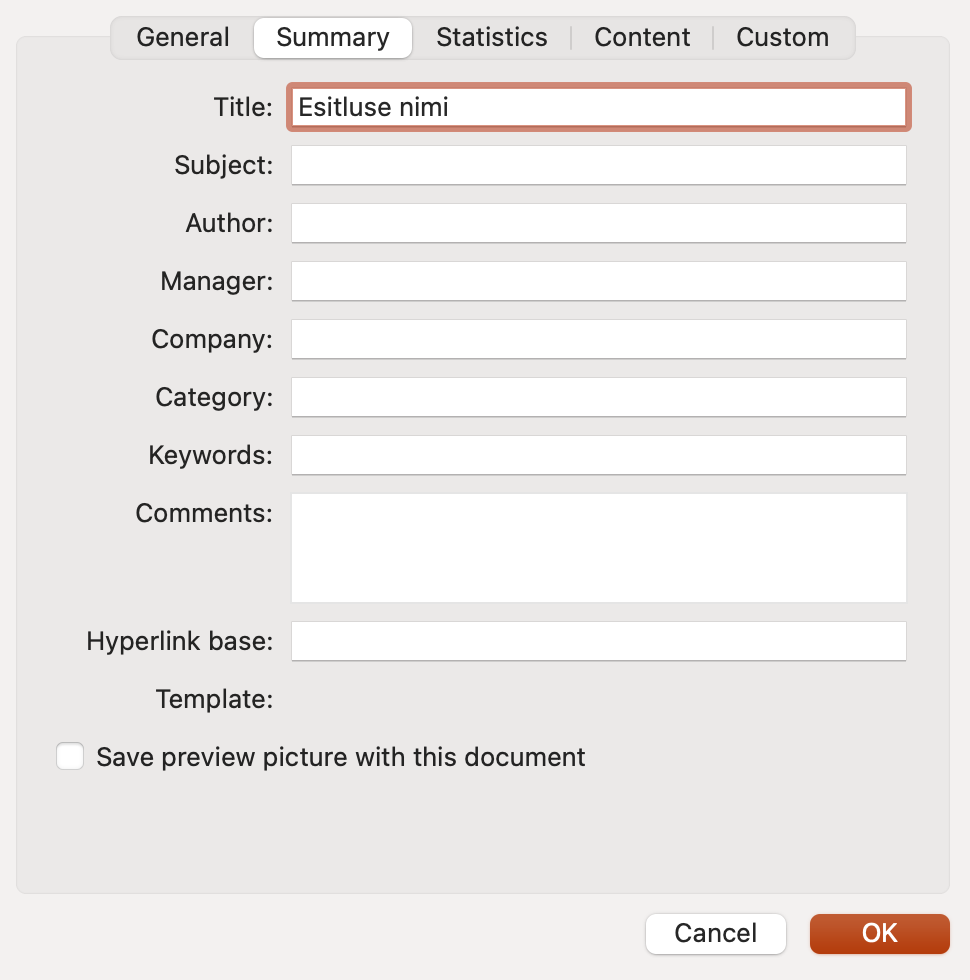 General Summary Statistics Content Custom
Title: Esitluse nimi
Subject:
Author:
Manager:
Company:
Category:
Keywords:
Comments:
Hyperlink base:
Template:
Save preview picture with this document
Cancel OK